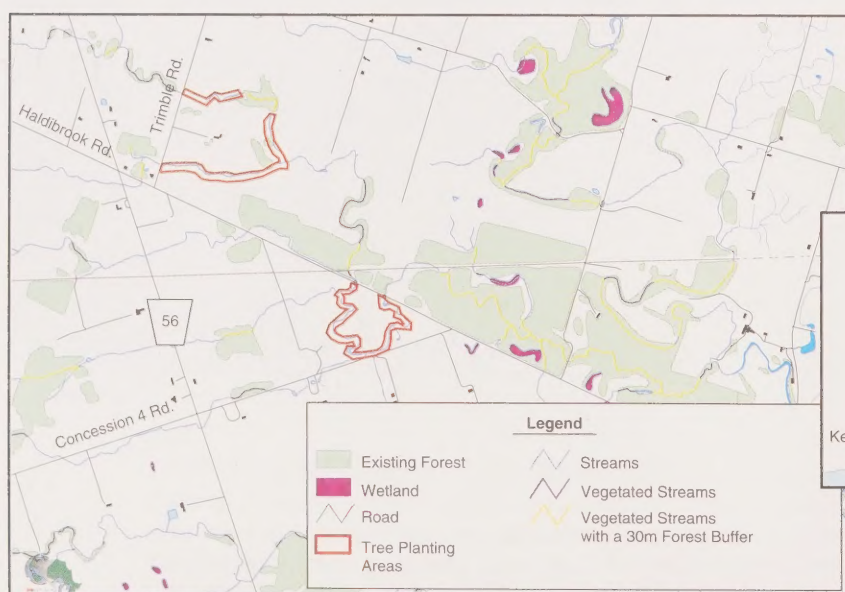 Trimble Rd.
Haldibrook Rd.
56
Concession 4 Rd.
Legend
Existing Forest
Wetland
Road
Tree Planting
Areas
Streams
Vegetated Streams
Vegetated Streams
with a 30m Forest Buffer
Ke